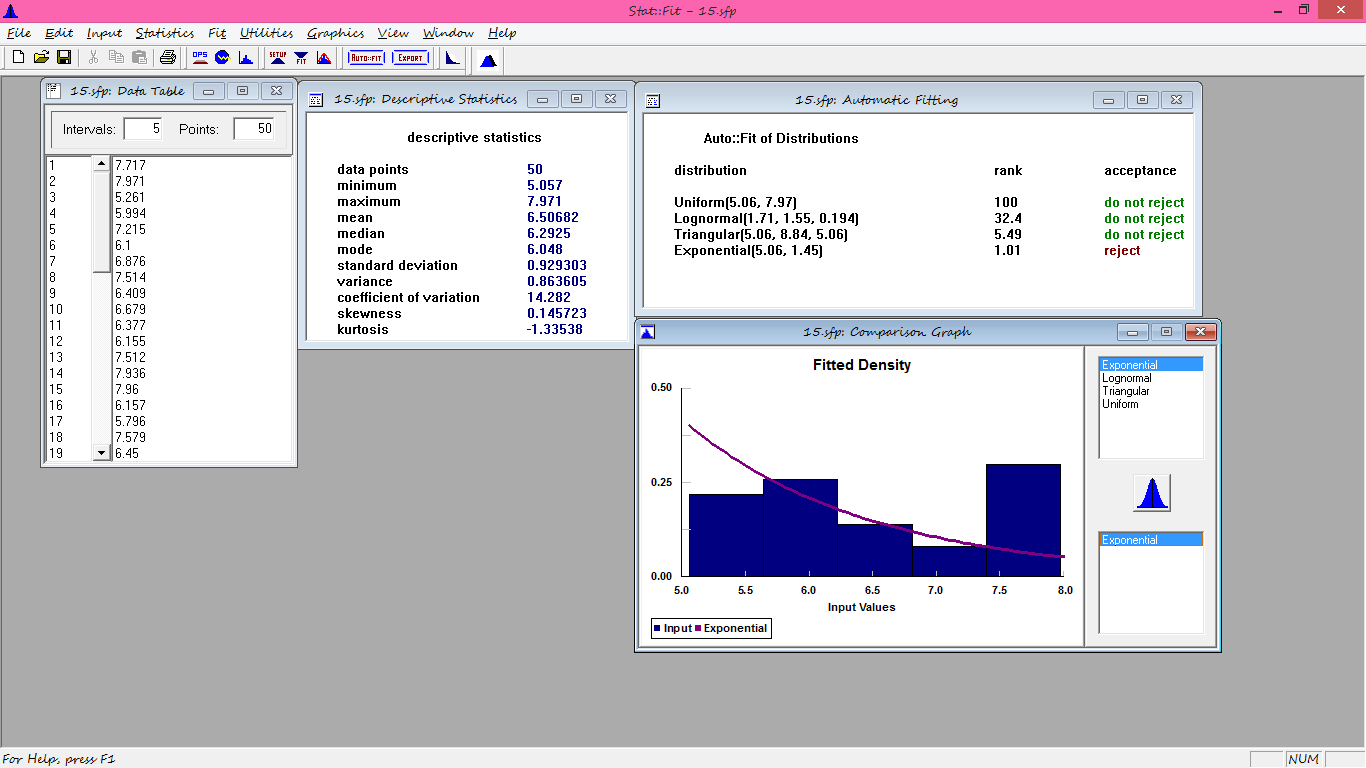 Stat::Fit - 15.sfp
File Edit Input Statistics Fit Utilities Graphics View Window Help
OPS SETUP FIT AUTO::FIT EXPORT
15.sfp: Data Table
Intervals: 5 Points: 50
1 7.717
2 7.971
3 5.261
4 5.994
5 7.215
6 6.1
7 6.876
8 7.514
9 6.409
10 6.679
11 6.377
12 6.155
13 7.512
14 7.936
15 7.96
16 6.157
17 5.796
18 7.579
19 6.45
15.sfp: Descriptive Statistics
descriptive statistics
data points 50
minimum 5.057
maximum 7.971
mean 6.50682
median 6.2925
mode 6.048
standard deviation 0.929303
variance 0.863605
coefficient of variation 14.282
skewness 0.145723
kurtosis -1.33538
15.sfp: Automatic Fitting
Auto::Fit of Distributions
distribution rank acceptance
Uniform(5.06, 7.97) 100 do not reject
Lognormal(1.71, 1.55, 0.194) 32.4 do not reject
Triangular(5.06, 8.84, 5.06) 5.49 do not reject
Exponential(5.06, 1.45) 1.01 reject
15.sfp: Comparison Graph
Fitted Density
0.50
0.25
0.00
5.0 5.5 6.0 6.5 7.0 7.5 8.0
Input Values
Input Exponential
Exponential
Lognormal
Triangular
Uniform
Exponential
For Help, press F1
NUM